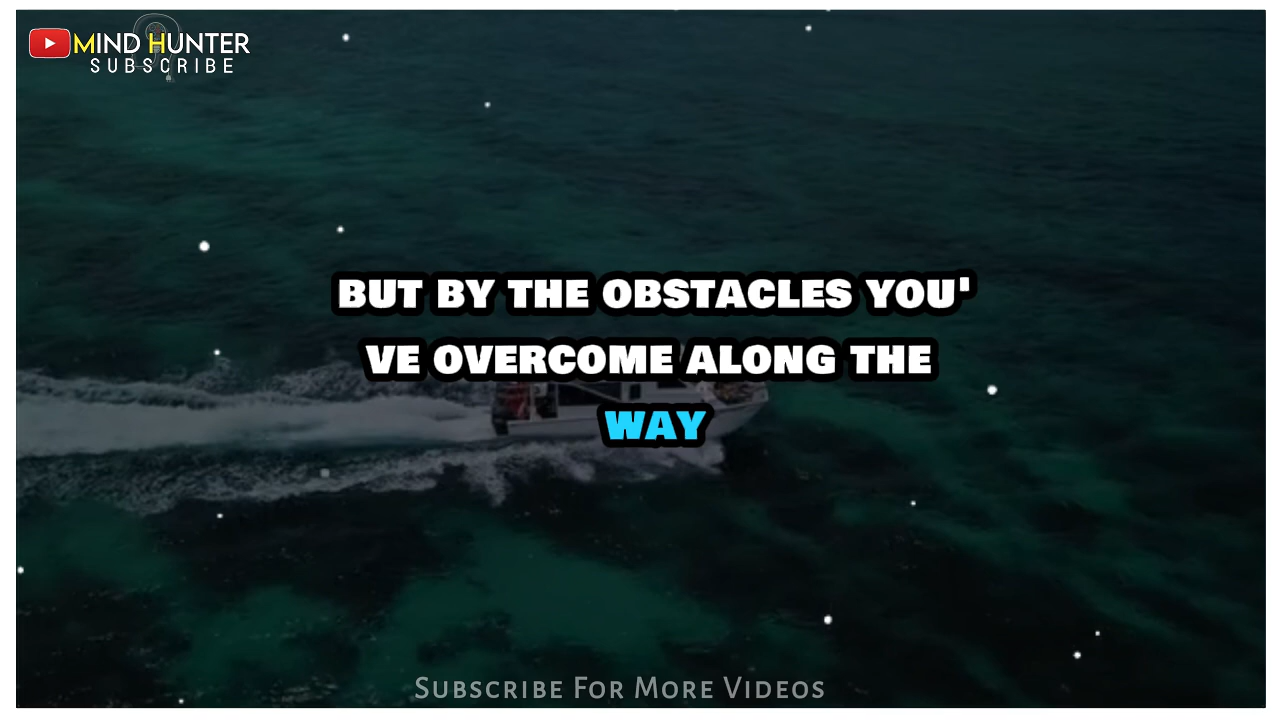 MIND HUNTER
SUBSCRIBE
BUT BY THE OBSTACLES YOU'
VE OVERCOME ALONG THE
WAY
SUBSCRIBE FOR MORE VIDEOS